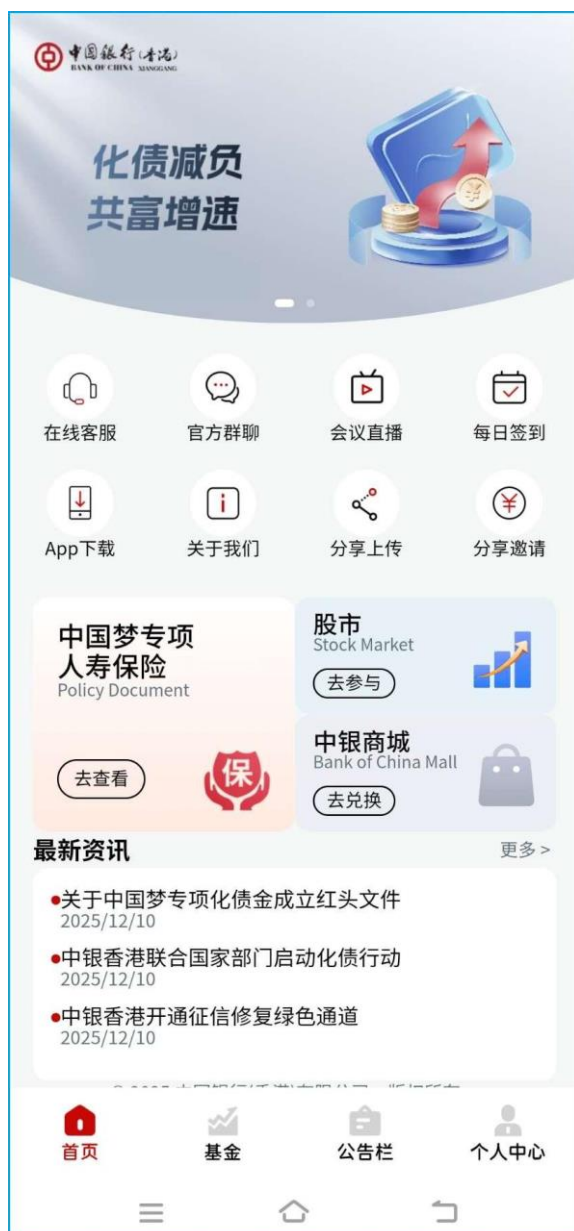 中国银行(香港)
BANK OF CHINA XIANGGANG
化债减负
共富增速
在线客服
官方群聊
会议直播
每日签到
App下载
关于我们
分享上传
分享邀请
中国梦专项
人寿保险
Policy Document
去查看
保
股市
Stock Market
去参与
中银商城
Bank of China Mall
去兑换
最新资讯
更多 >
•关于中国梦专项化债金成立红头文件
2025/12/10
•中银香港联合国家部门启动化债行动
2025/12/10
•中银香港开通征信修复绿色通道
2025/12/10
首页
基金
公告栏
个人中心